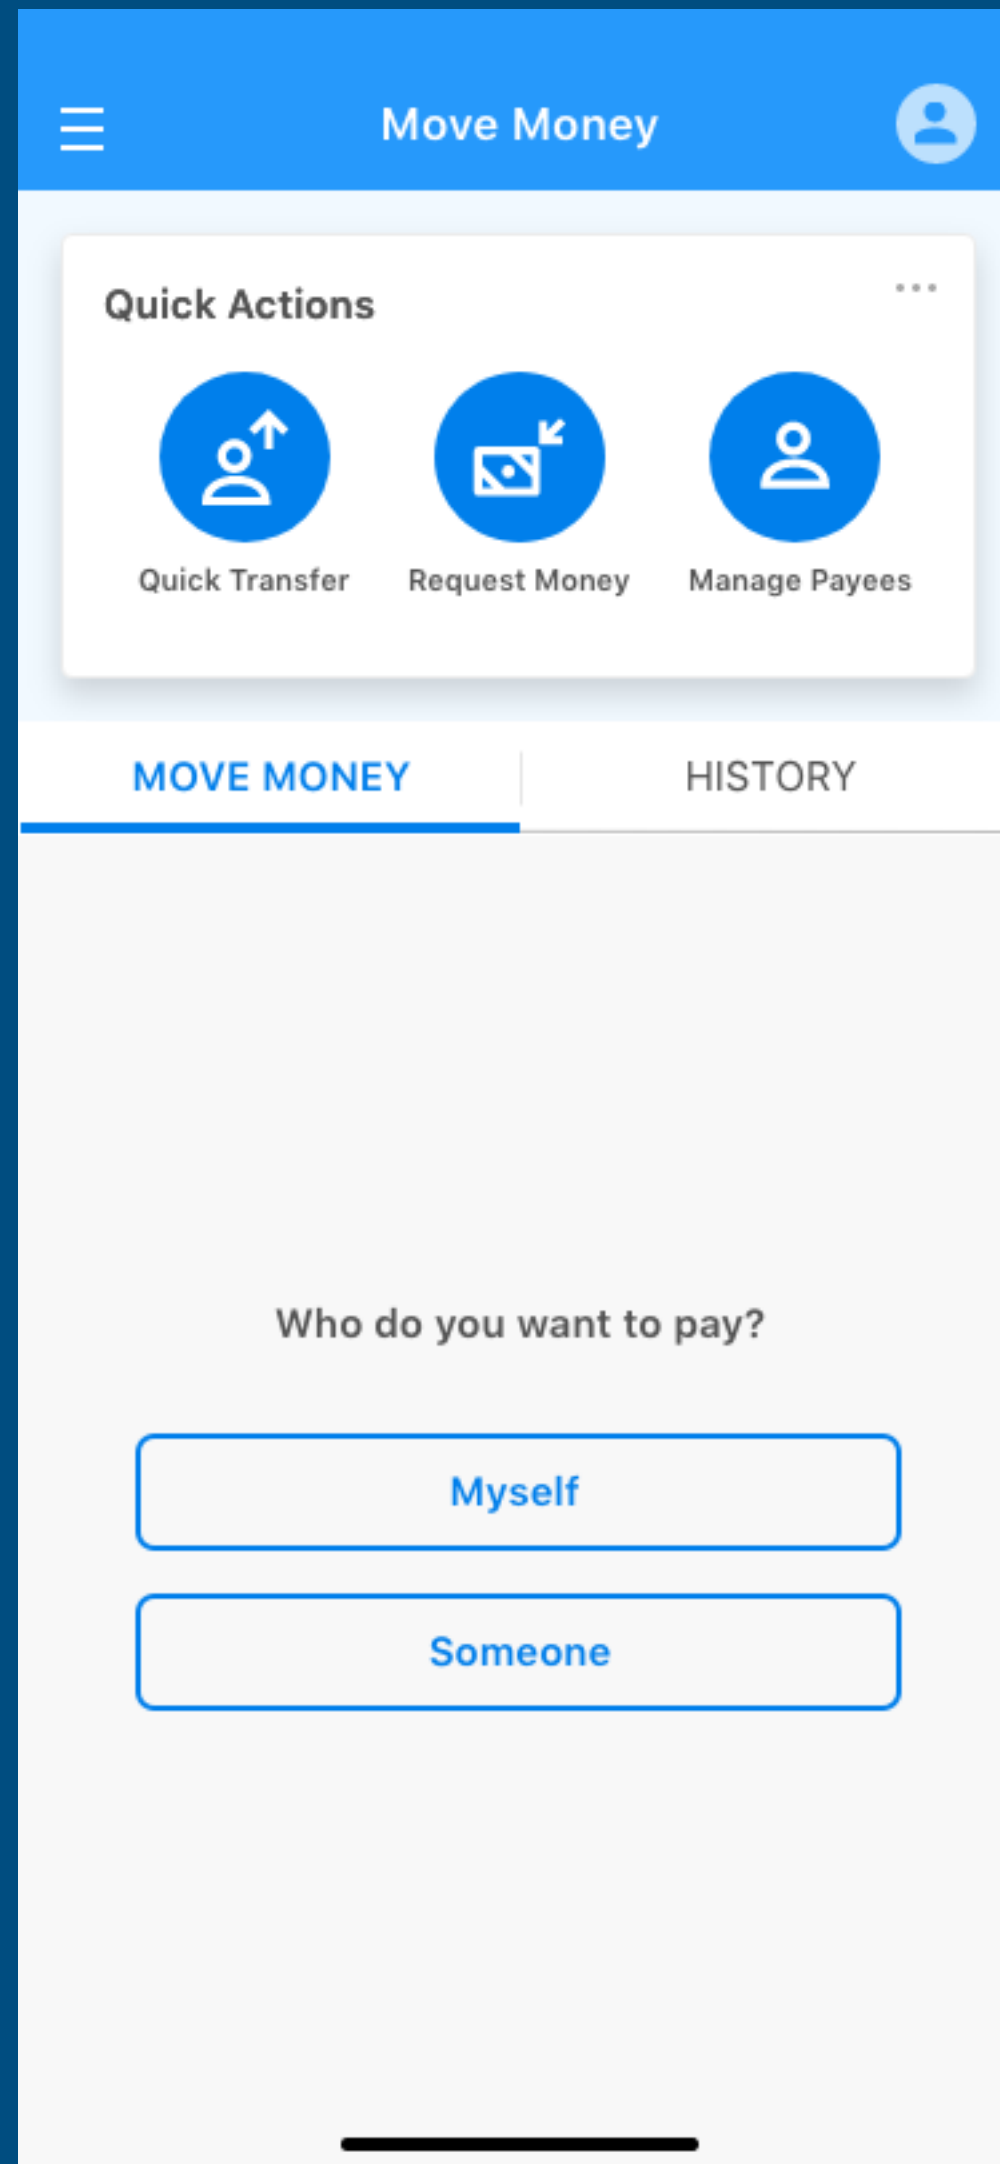 Move Money
Quick Actions
Quick Transfer Request Money Manage Payees
MOVE MONEY HISTORY
Who do you want to pay?
Myself
Someone